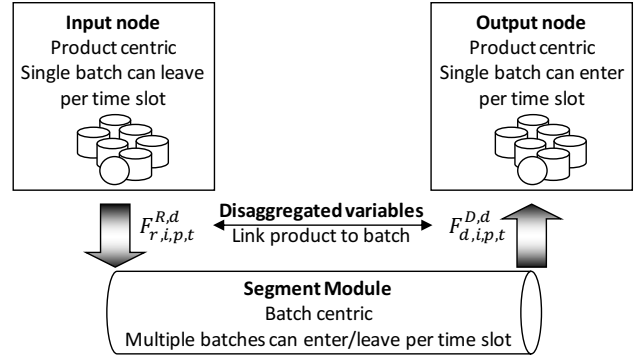 Input node
Product centric
Single batch can leave
per time slot
Output node
Product centric
Single batch can enter
per time slot
F^{R,d}_{r,i,p,t}
Disaggregated variables
Link product to batch
F^{D,d}_{d,i,p,t}
Segment Module
Batch centric
Multiple batches can enter/leave per time slot